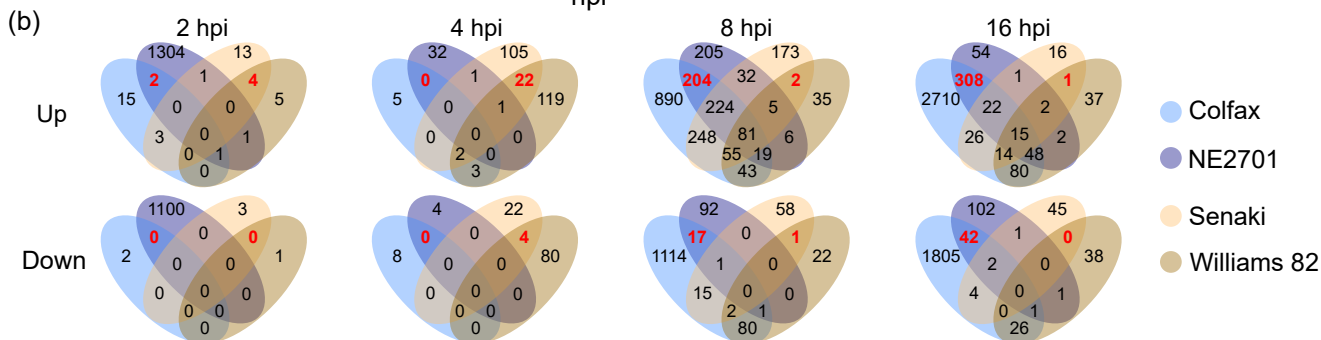 hpi
(b)
2 hpi 4 hpi 8 hpi 16 hpi
Up
1304 13
2 1 4
15 0 0 5
3 0 1
0 1
0
32 105
0 1 22
5 0 1 119
0 0 0
2 0
3
205 173
204 32 2
890 224 5 35
248 81 6
55 19
43
54 16
308 1 1
2710 22 2 37
26 15 2
14 48
80
Down
1100 3
0 0 0
2 0 0 1
0 0 0
0 0
0
4 22
0 0 4
8 0 0 80
0 0 0
0 0
0
92 58
17 0 1
1114 1 0 22
15 0 0
2 1
80
102 45
42 1 0
1805 2 0 38
4 0 1
0 1
26
Colfax
NE2701
Senaki
Williams 82